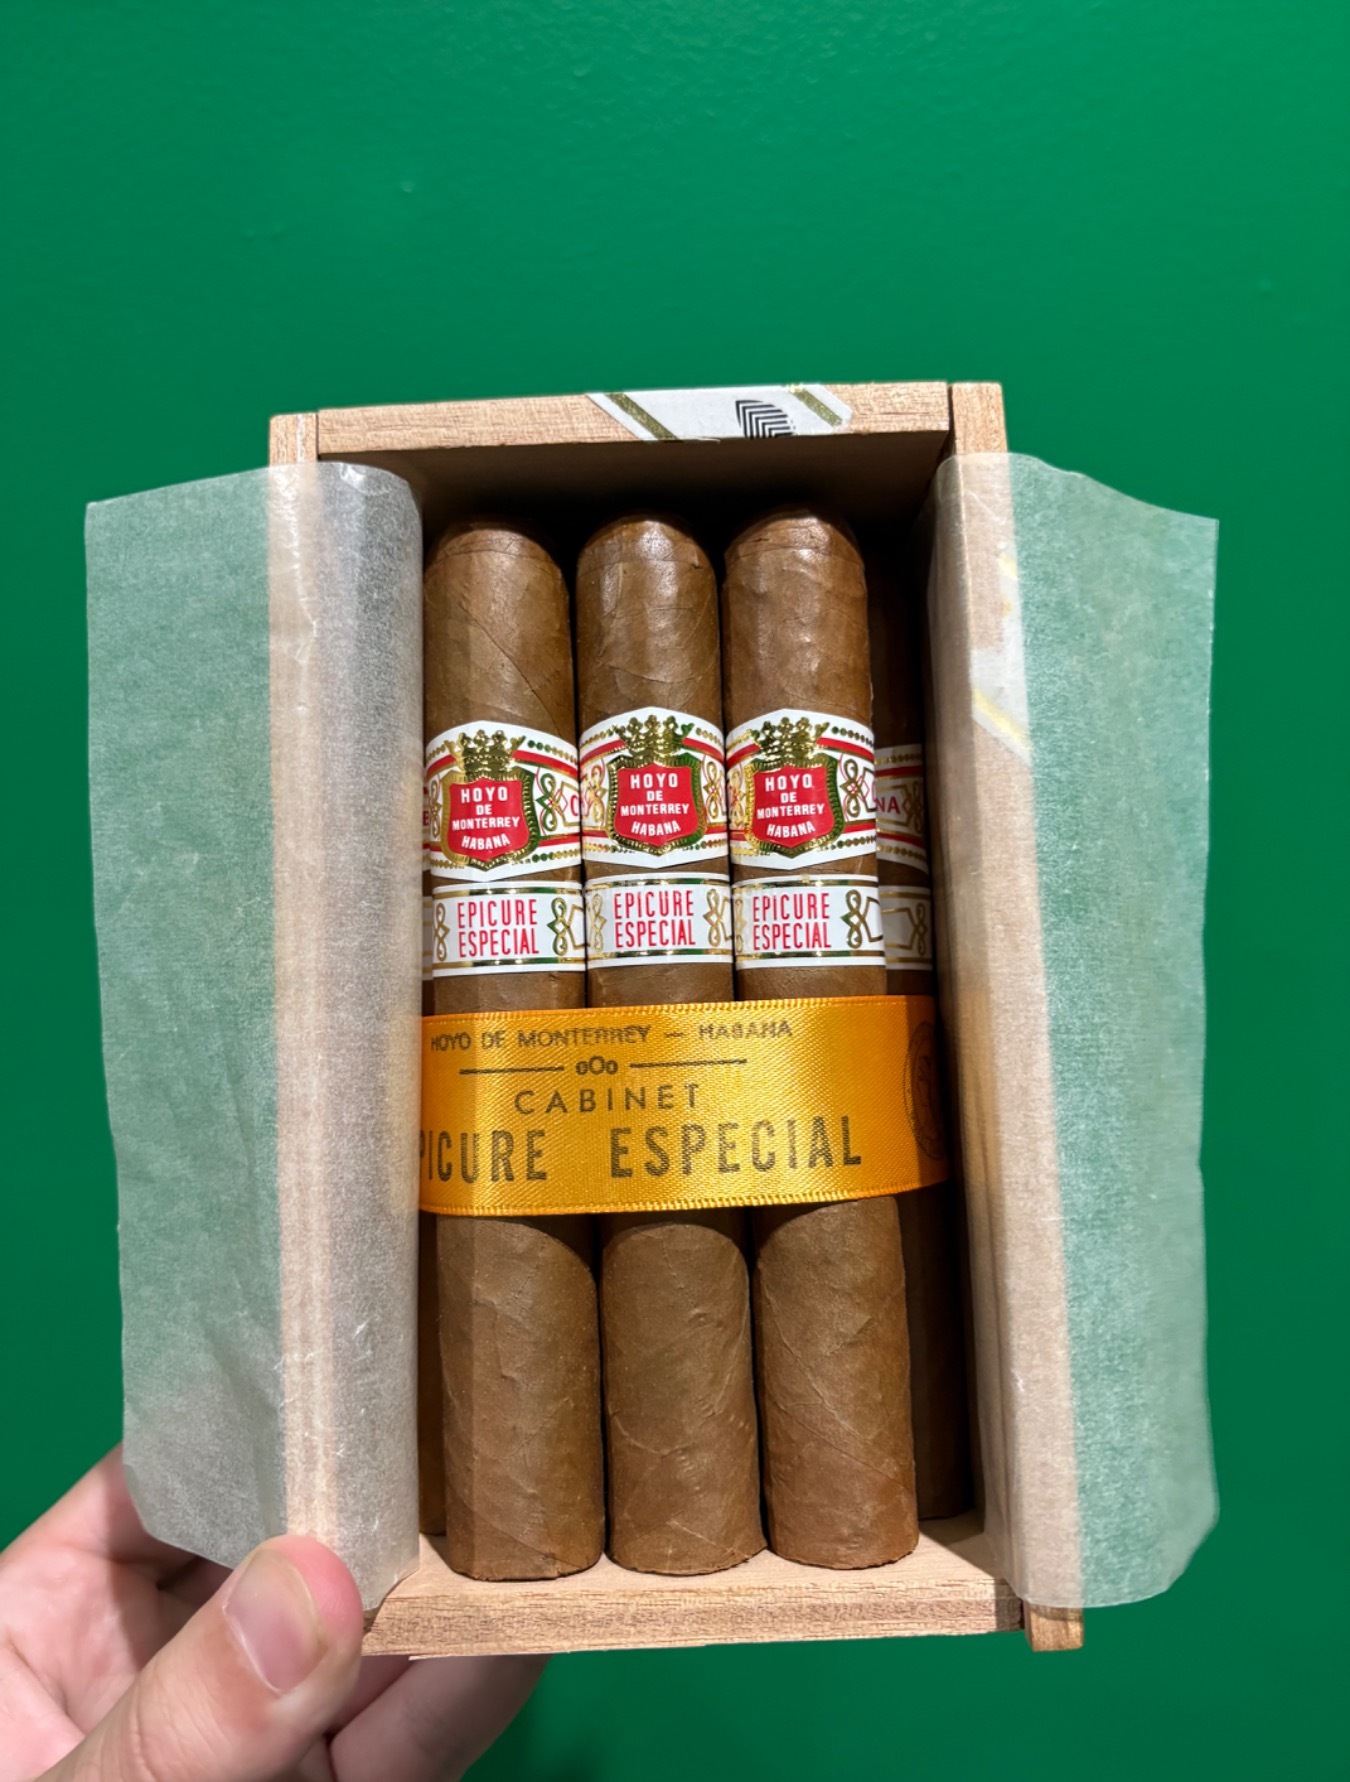 HOYO
DE
MONTERREY
HABANA
HOYO
DE
MONTERREY
HABANA
HOYO
DE
MONTERREY
HABANA
NA
EPICURE
ESPECIAL
EPICURE
ESPECIAL
EPICURE
ESPECIAL
HOYO DE MONTERREY — HABANA
oOo
CABINET
PICURE ESPECIAL